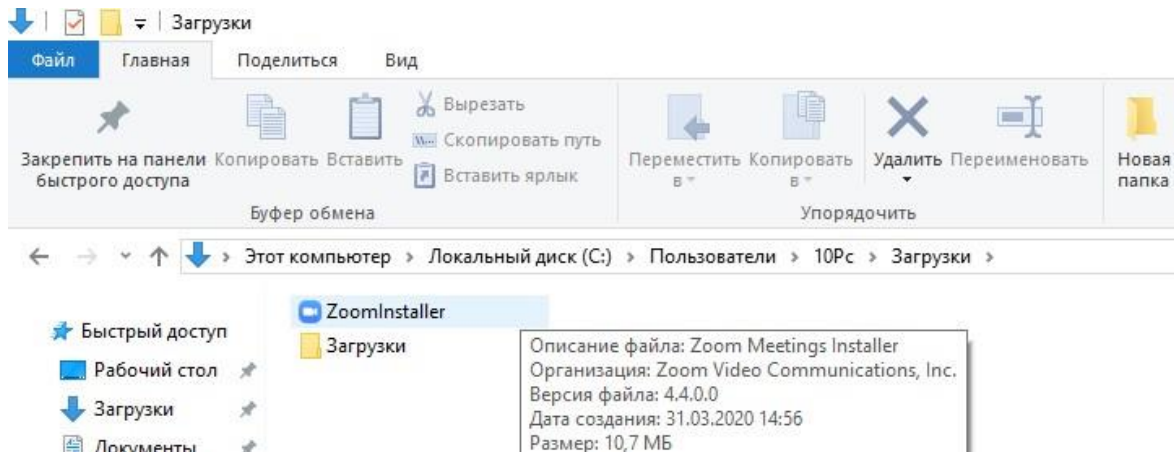 Загрузки
Файл Главная Поделиться Вид
Закрепить на панели
быстрого доступа
Копировать
Вставить
Вырезать
Скопировать путь
Вставить ярлык
Буфер обмена
Переместить
в
Копировать
в
Удалить
Переименовать
Упорядочить
Новая
папка
Этот компьютер › Локальный диск (C:) › Пользователи › 10Pc › Загрузки ›
Быстрый доступ
Рабочий стол
Загрузки
Документы
ZoomInstaller
Загрузки
Описание файла: Zoom Meetings Installer
Организация: Zoom Video Communications, Inc.
Версия файла: 4.4.0.0
Дата создания: 31.03.2020 14:56
Размер: 10,7 МБ